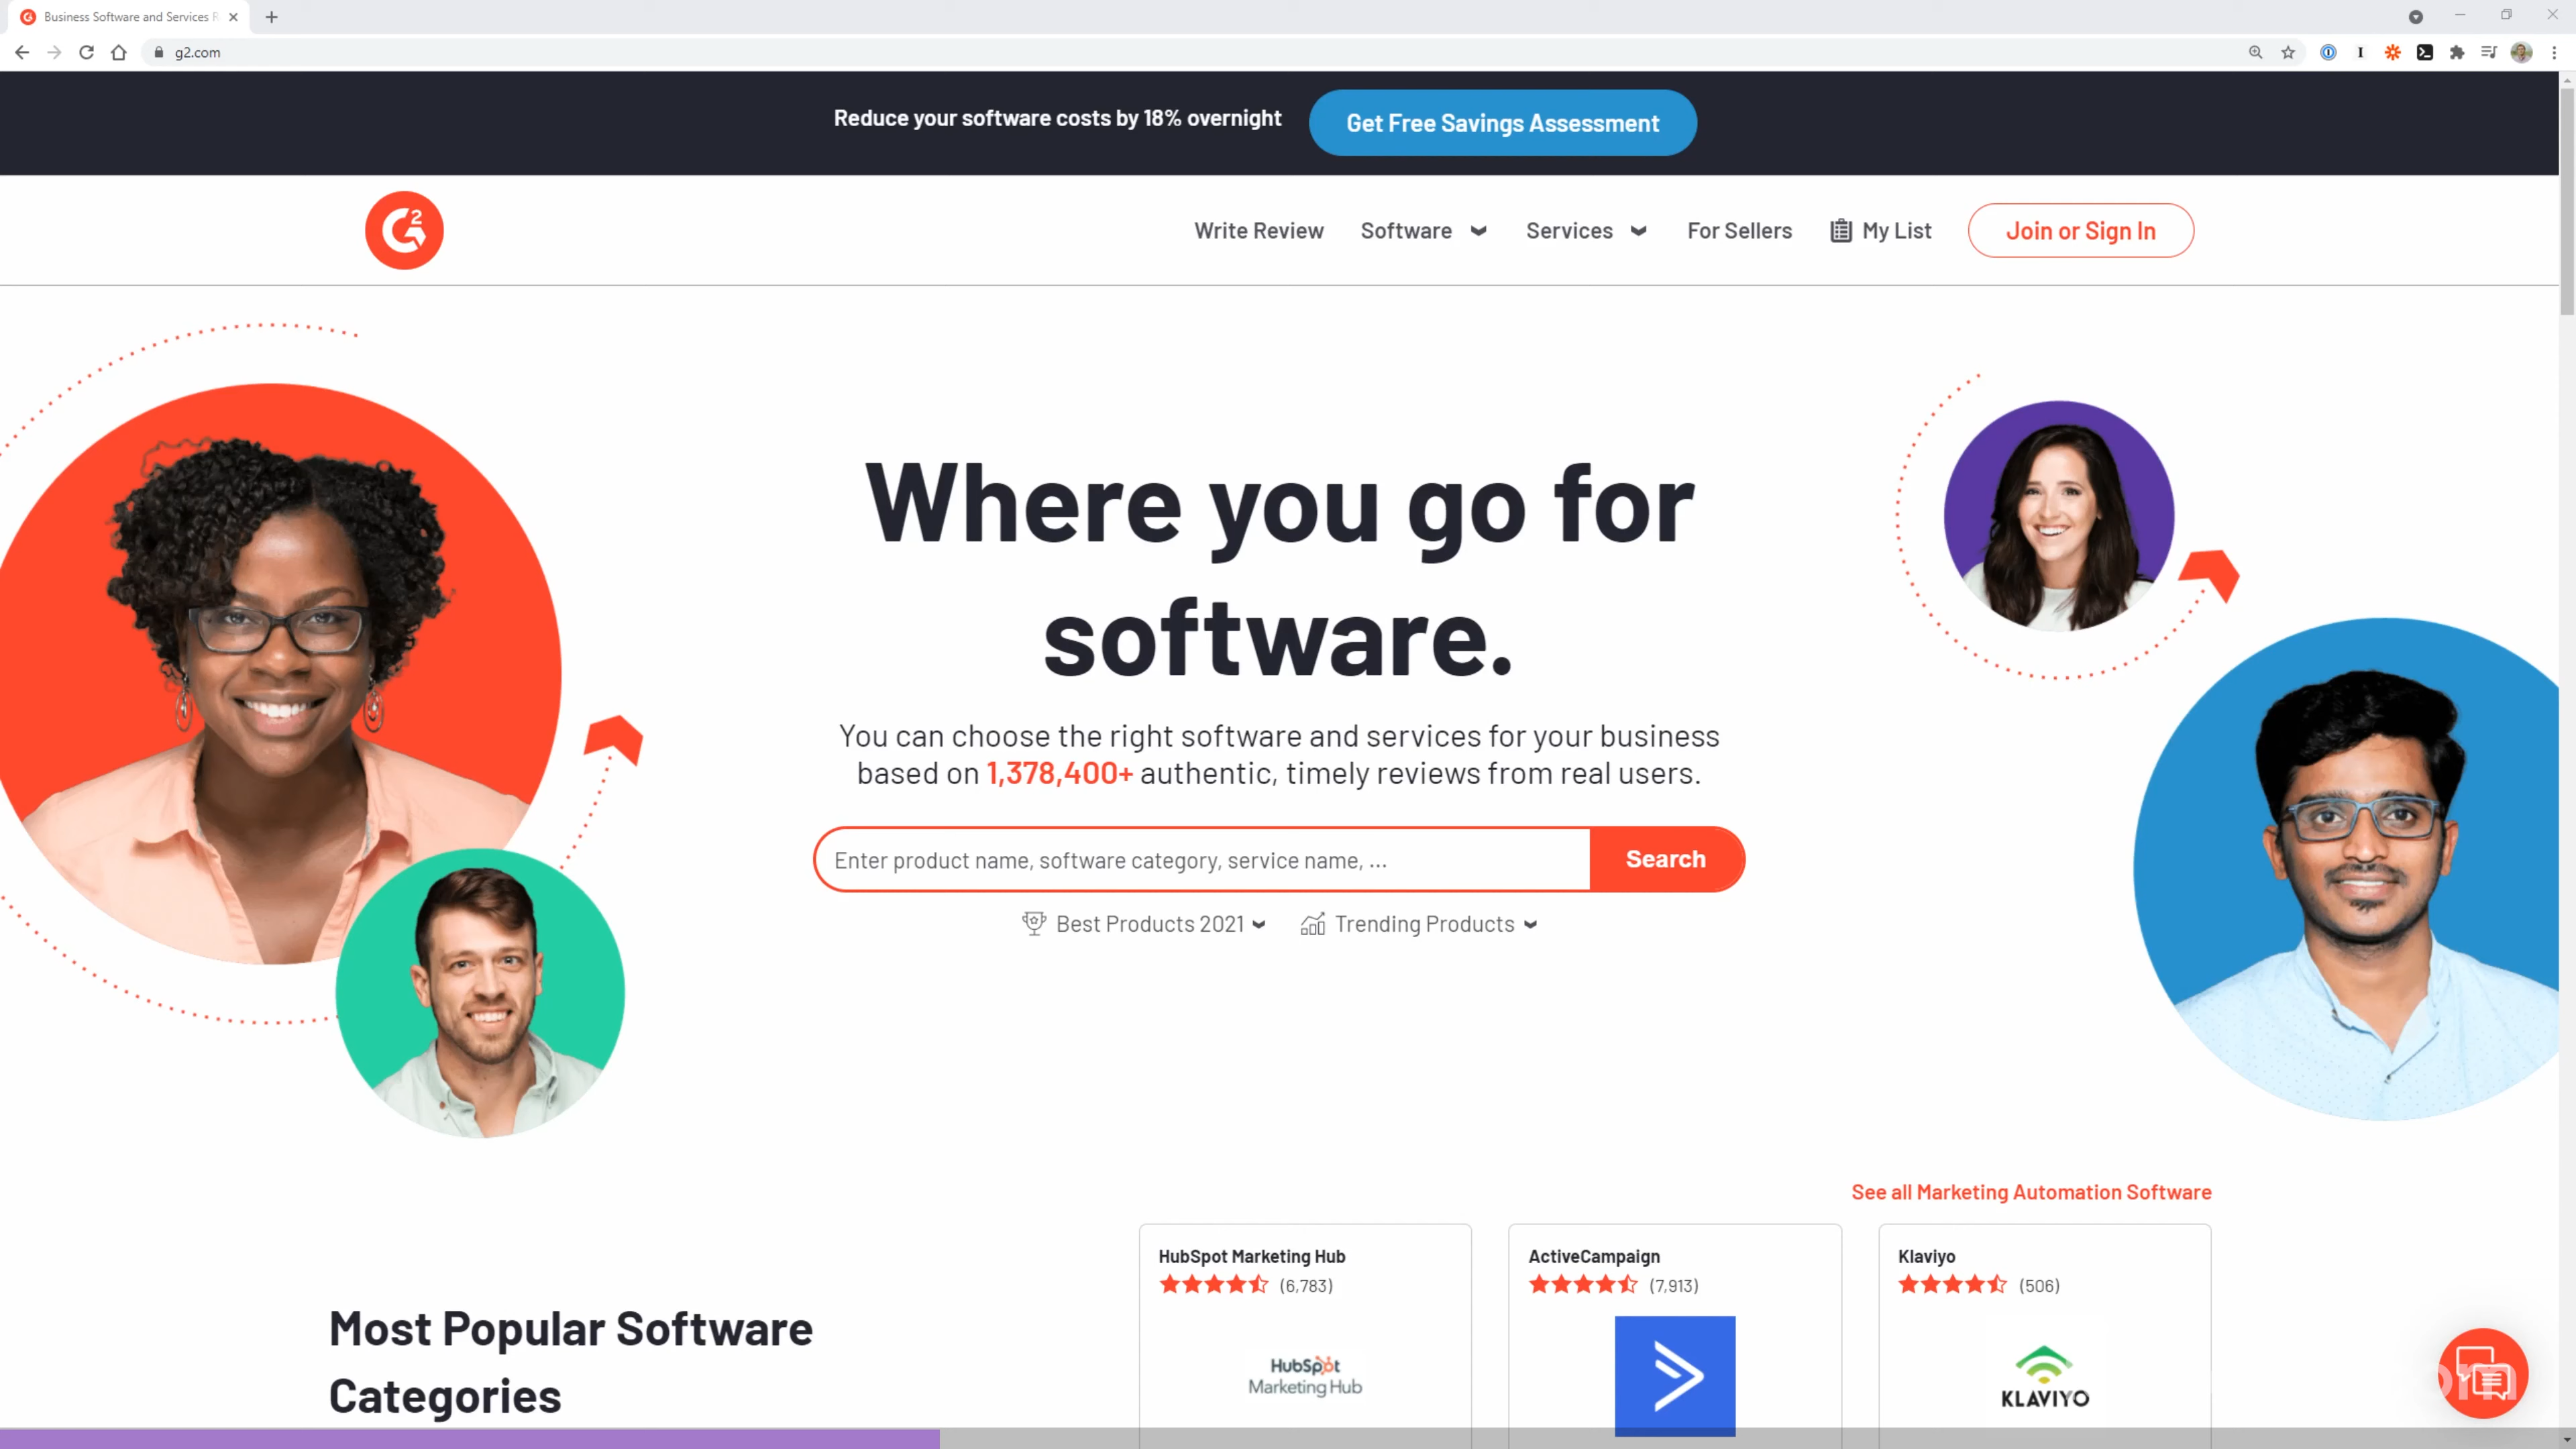 Business Software and Services R
g2.com
Reduce your software costs by 18% overnight
Get Free Savings Assessment
G2
Write Review
Software
Services
For Sellers
My List
Join or Sign In
Where you go for
software.
You can choose the right software and services for your business
based on 1,378,400+ authentic, timely reviews from real users.
Enter product name, software category, service name, ...
Search
Best Products 2021
Trending Products
See all Marketing Automation Software
Most Popular Software
Categories
HubSpot Marketing Hub
(6,783)
HubSpot
Marketing Hub
ActiveCampaign
(7,913)
Klaviyo
(506)
KLAVIYO